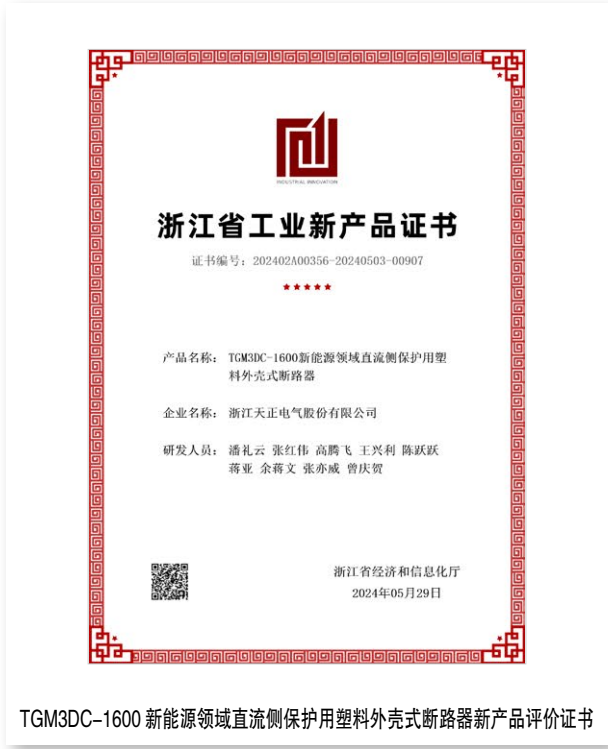 INDUSTRIAL INNOVATION
浙江省工业新产品证书
证书编号：202402A00356-20240503-00907
产品名称：TGM3DC-1600新能源领域直流侧保护用塑
料外壳式断路器
企业名称：浙江天正电气股份有限公司
研发人员：潘礼云 张红伟 高腾飞 王兴利 陈跃跃
蒋亚 余蒋文 张亦威 曾庆贺
浙江省经济和信息化厅
2024年05月29日
TGM3DC-1600 新能源领域直流侧保护用塑料外壳式断路器新产品评价证书